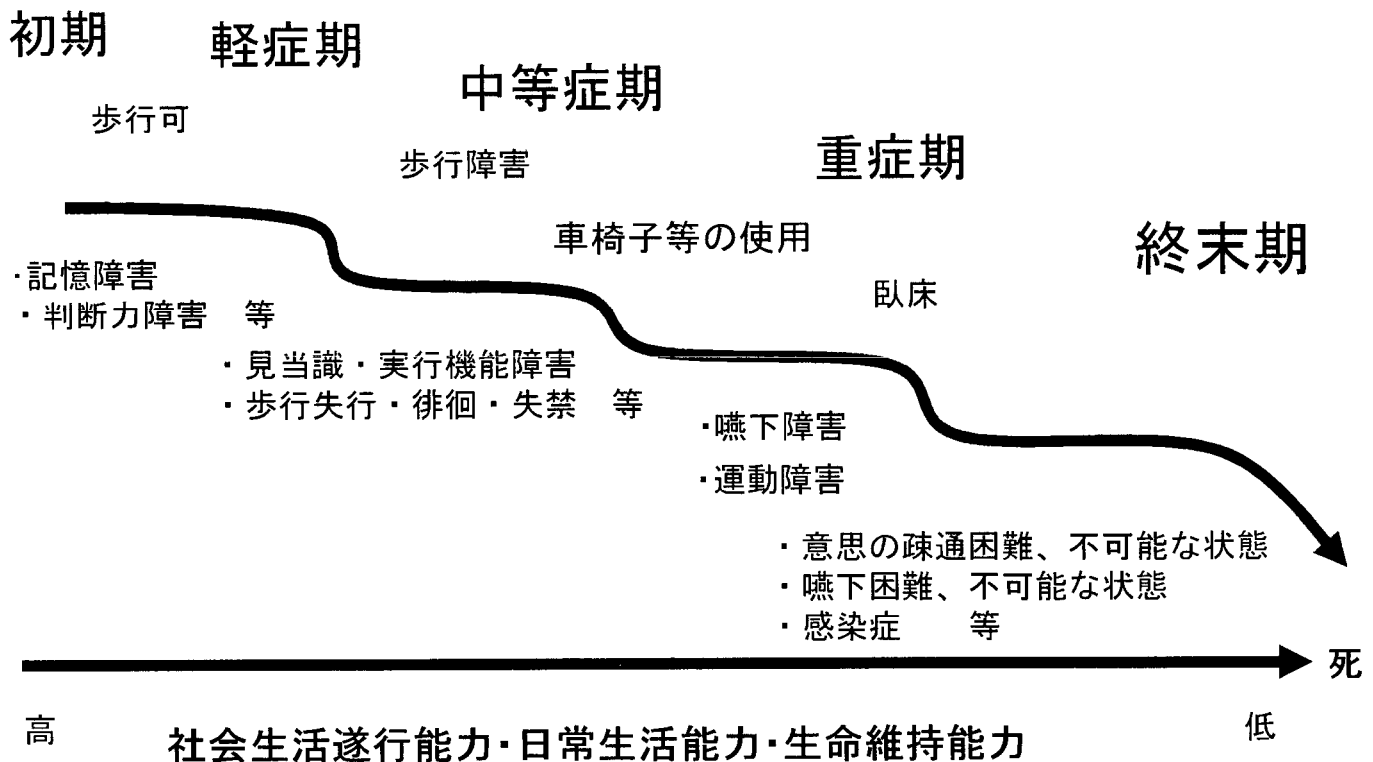 初期
軽症期
中等症期
歩行可
歩行障害
重症期
車椅子等の使用
終末期
臥床
・記憶障害
・判断力障害　等
・見当識・実行機能障害
・歩行失行・徘徊・失禁　等
・嚥下障害
・運動障害
・意思の疎通困難、不可能な状態
・嚥下困難、不可能な状態
・感染症　　等
死
高
低
社会生活遂行能力・日常生活能力・生命維持能力